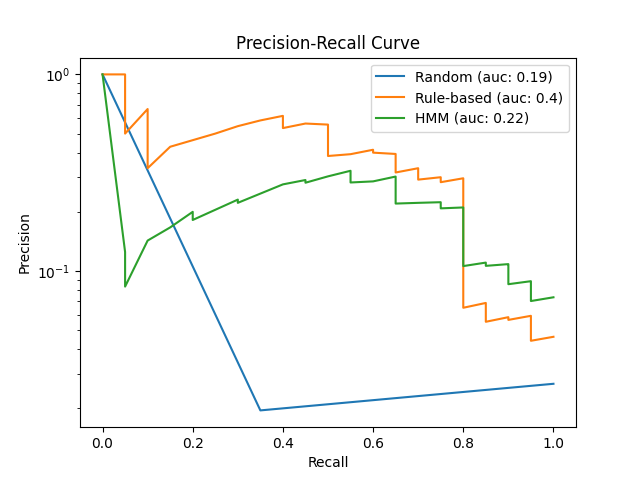 Precision-Recall Curve
Random (auc: 0.19)
Rule-based (auc: 0.4)
HMM (auc: 0.22)
10⁰
10⁻¹
Precision
0.0 0.2 0.4 0.6 0.8 1.0
Recall